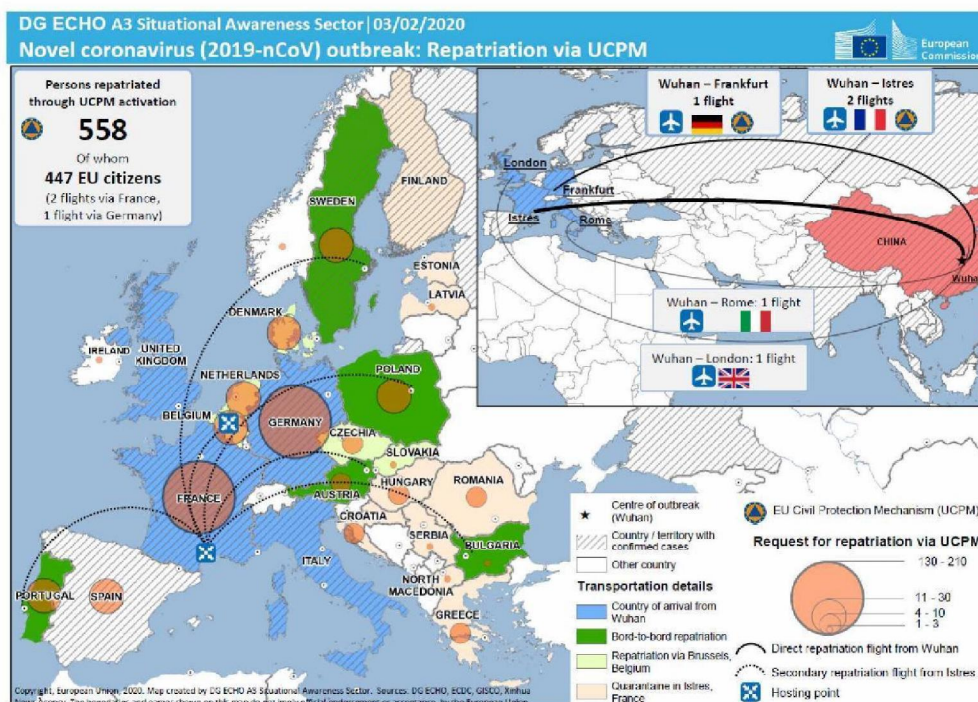 DG ECHO A3 Situational Awareness Sector | 03/02/2020
Novel coronavirus (2019-nCoV) outbreak: Repatriation via UCPM
European
Commission
Persons repatriated
through UCPM activation
558
Of whom
447 EU citizens
(2 flights via France,
1 flight via Germany)
Wuhan – Frankfurt
1 flight
Wuhan – Istres
2 flights
London
Frankfurt
Istres
Rome
CHINA
Wuhan
Wuhan – Rome: 1 flight
Wuhan – London: 1 flight
FINLAND
SWEDEN
ESTONIA
LATVIA
DENMARK
IRELAND
UNITED
KINGDOM
NETHERLANDS
POLAND
BELGIUM
GERMANY
CZECHIA
SLOVAKIA
FRANCE
AUSTRIA
HUNGARY
ROMANIA
CROATIA
SERBIA
ITALY
BULGARIA
NORTH
MACEDONIA
PORTUGAL
SPAIN
GREECE
Centre of outbreak
(Wuhan)
Country / territory with
confirmed cases
Other country
Transportation details
Country of arrival from
Wuhan
Bord-to-bord repatriation
Repatriation via Brussels,
Belgium
Quarantaine in Istres,
France
EU Civil Protection Mechanism (UCPM)
Request for repatriation via UCPM
130 - 210
11 - 30
4 - 10
1 - 3
Direct repatriation flight from Wuhan
Secondary repatriation flight from Istres
Hosting point
Copyright, European Union, 2020. Map created by DG ECHO A3 Situational Awareness Sector. Sources: DG ECHO, ECDC, GISCO, Xinhua